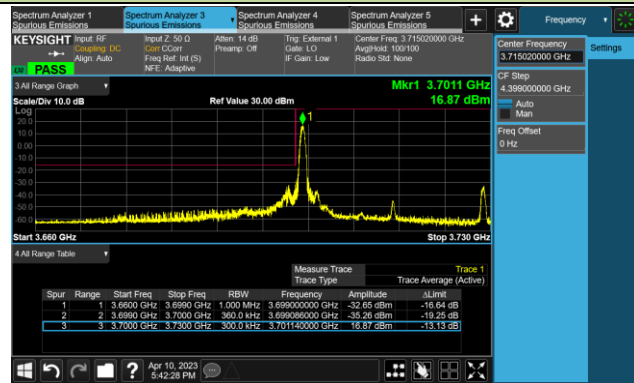 Spectrum Analyzer 1
Spurious Emissions
Spectrum Analyzer 3
Spurious Emissions
Spectrum Analyzer 4
Spurious Emissions
Spectrum Analyzer 5
Spurious Emissions
+
Frequency
KEYSIGHT
Input: RF
Coupling: DC
Align: Auto
Input Z: 50 Ω
Corr CCorr
Freq Ref: Int (S)
NFE: Adaptive
Atten: 14 dB
Preamp: Off
Trig: External 1
Gate: LO
IF Gain: Low
Center Freq: 3.715020000 GHz
Avg|Hold: 100/100
Radio Std: None
PASS
Center Frequency
3.715020000 GHz
Settings
CF Step
4.399000000 GHz
Auto
Man
Freq Offset
0 Hz
3 All Range Graph
Mkr1 3.7011 GHz
Scale/Div 10.0 dB
Ref Value 30.00 dBm
16.87 dBm
Log
20.0
10.0
0.00
-10.0
-20.0
-30.0
-40.0
-50.0
-60.0
1
Start 3.660 GHz
Stop 3.730 GHz
4 All Range Table
Measure Trace Trace 1
Trace Type Trace Average (Active)
Spur Range Start Freq Stop Freq RBW Frequency Amplitude ΔLimit
1 1 3.6600 GHz 3.6990 GHz 1.000 MHz 3.699000000 GHz -32.65 dBm -16.64 dB
2 2 3.6990 GHz 3.7000 GHz 360.0 kHz 3.699086000 GHz -35.26 dBm -19.25 dB
3 3 3.7000 GHz 3.7300 GHz 300.0 kHz 3.701140000 GHz 16.87 dBm -13.13 dB
?
Apr 10, 2023
5:42:28 PM